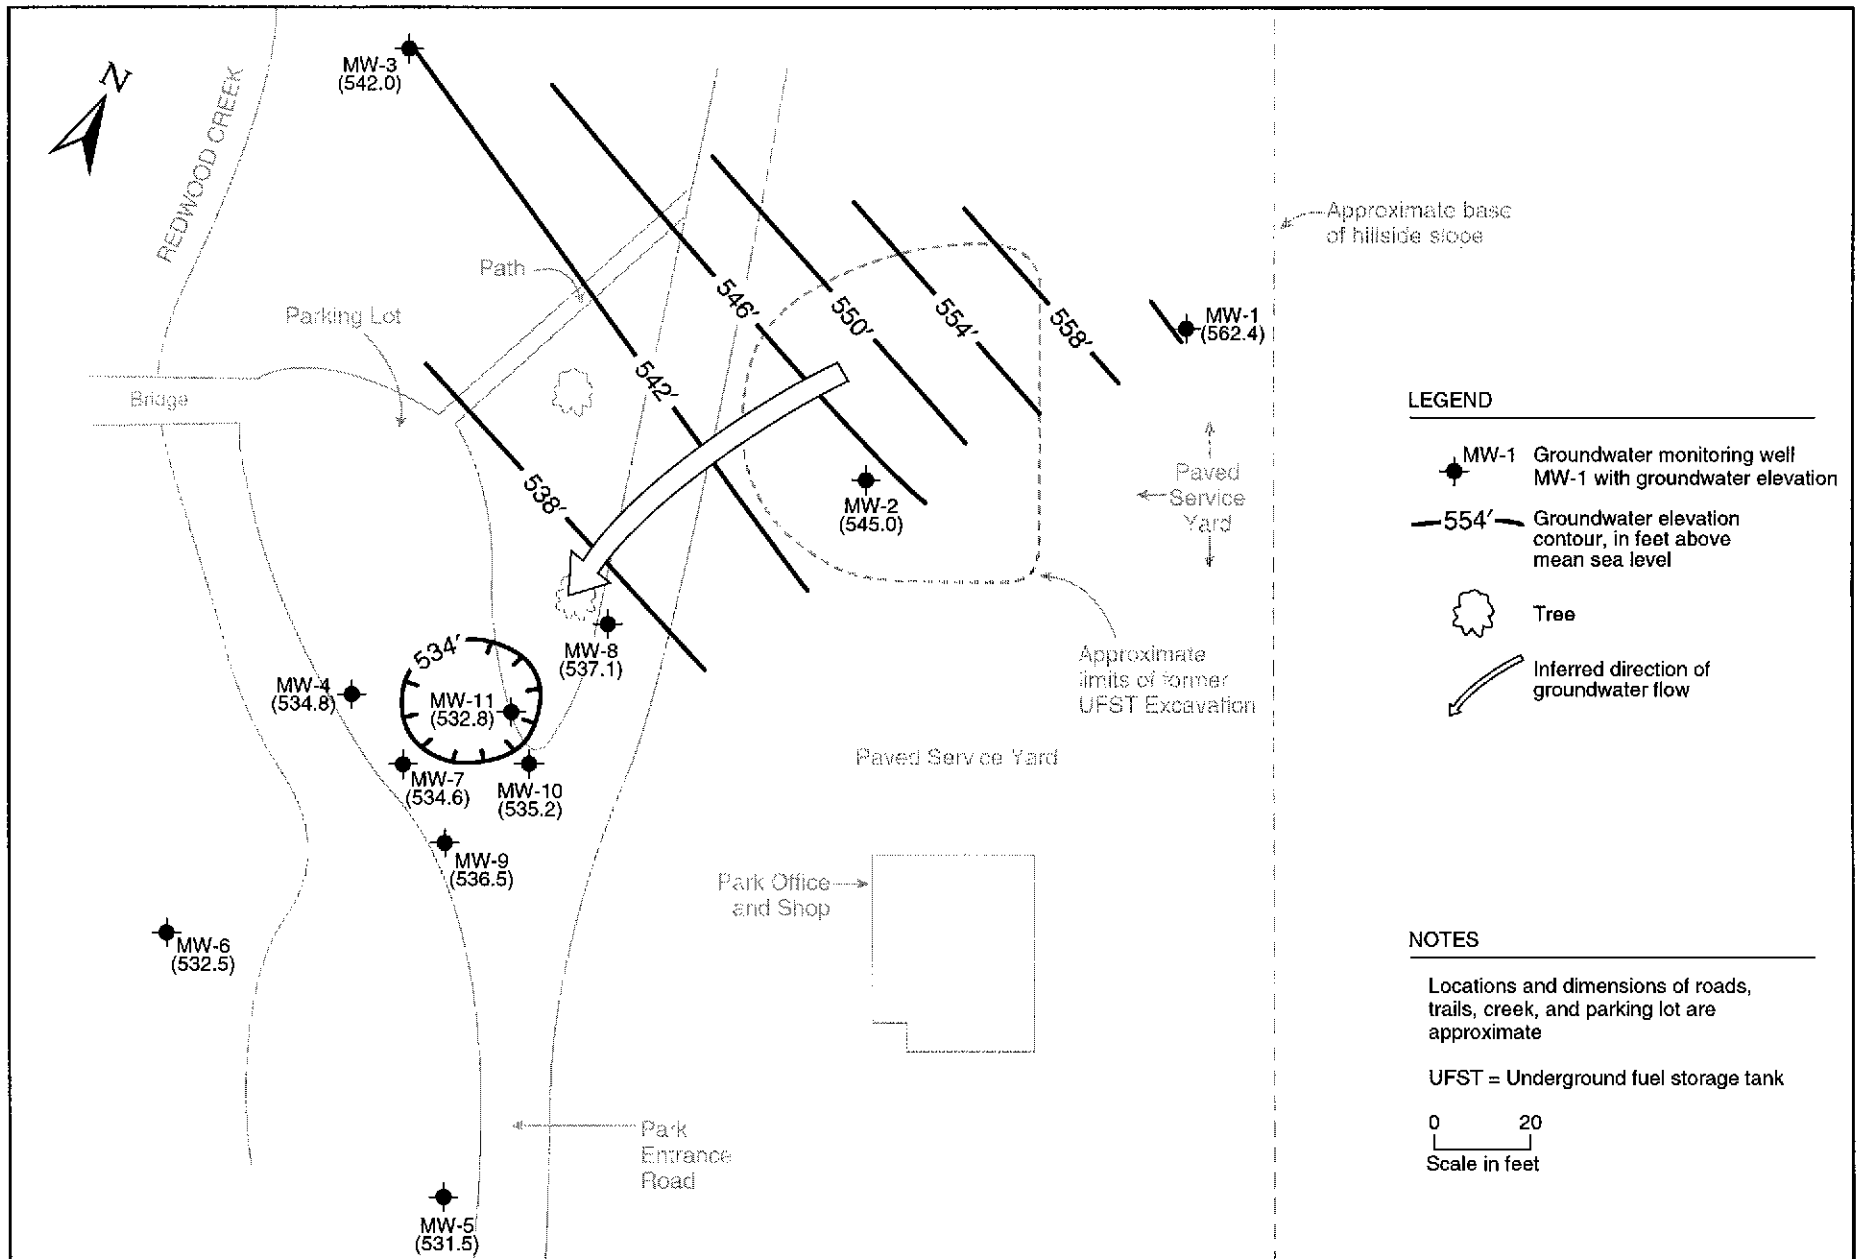 N
REDWOOD CREEK
MW-3
(542.0)
Path
Parking Lot
Bridge
546'
550'
554'
558'
542'
538'
534'
MW-1
(562.4)
MW-2
(545.0)
MW-8
(537.1)
MW-4
(534.8)
MW-11
(532.8)
MW-7
(534.6)
MW-10
(535.2)
MW-9
(536.5)
MW-6
(532.5)
MW-5
(531.5)
Approximate base
of hillside slope
Paved
Service
Yard
Approximate
limits of former
UFST Excavation
Paved Service Yard
Park Office
and Shop
Park
Entrance
Road
LEGEND
MW-1 Groundwater monitoring well
MW-1 with groundwater elevation
554' Groundwater elevation
contour, in feet above
mean sea level
Tree
Inferred direction of
groundwater flow
NOTES
Locations and dimensions of roads,
trails, creek, and parking lot are
approximate
UFST = Underground fuel storage tank
0 20
Scale in feet